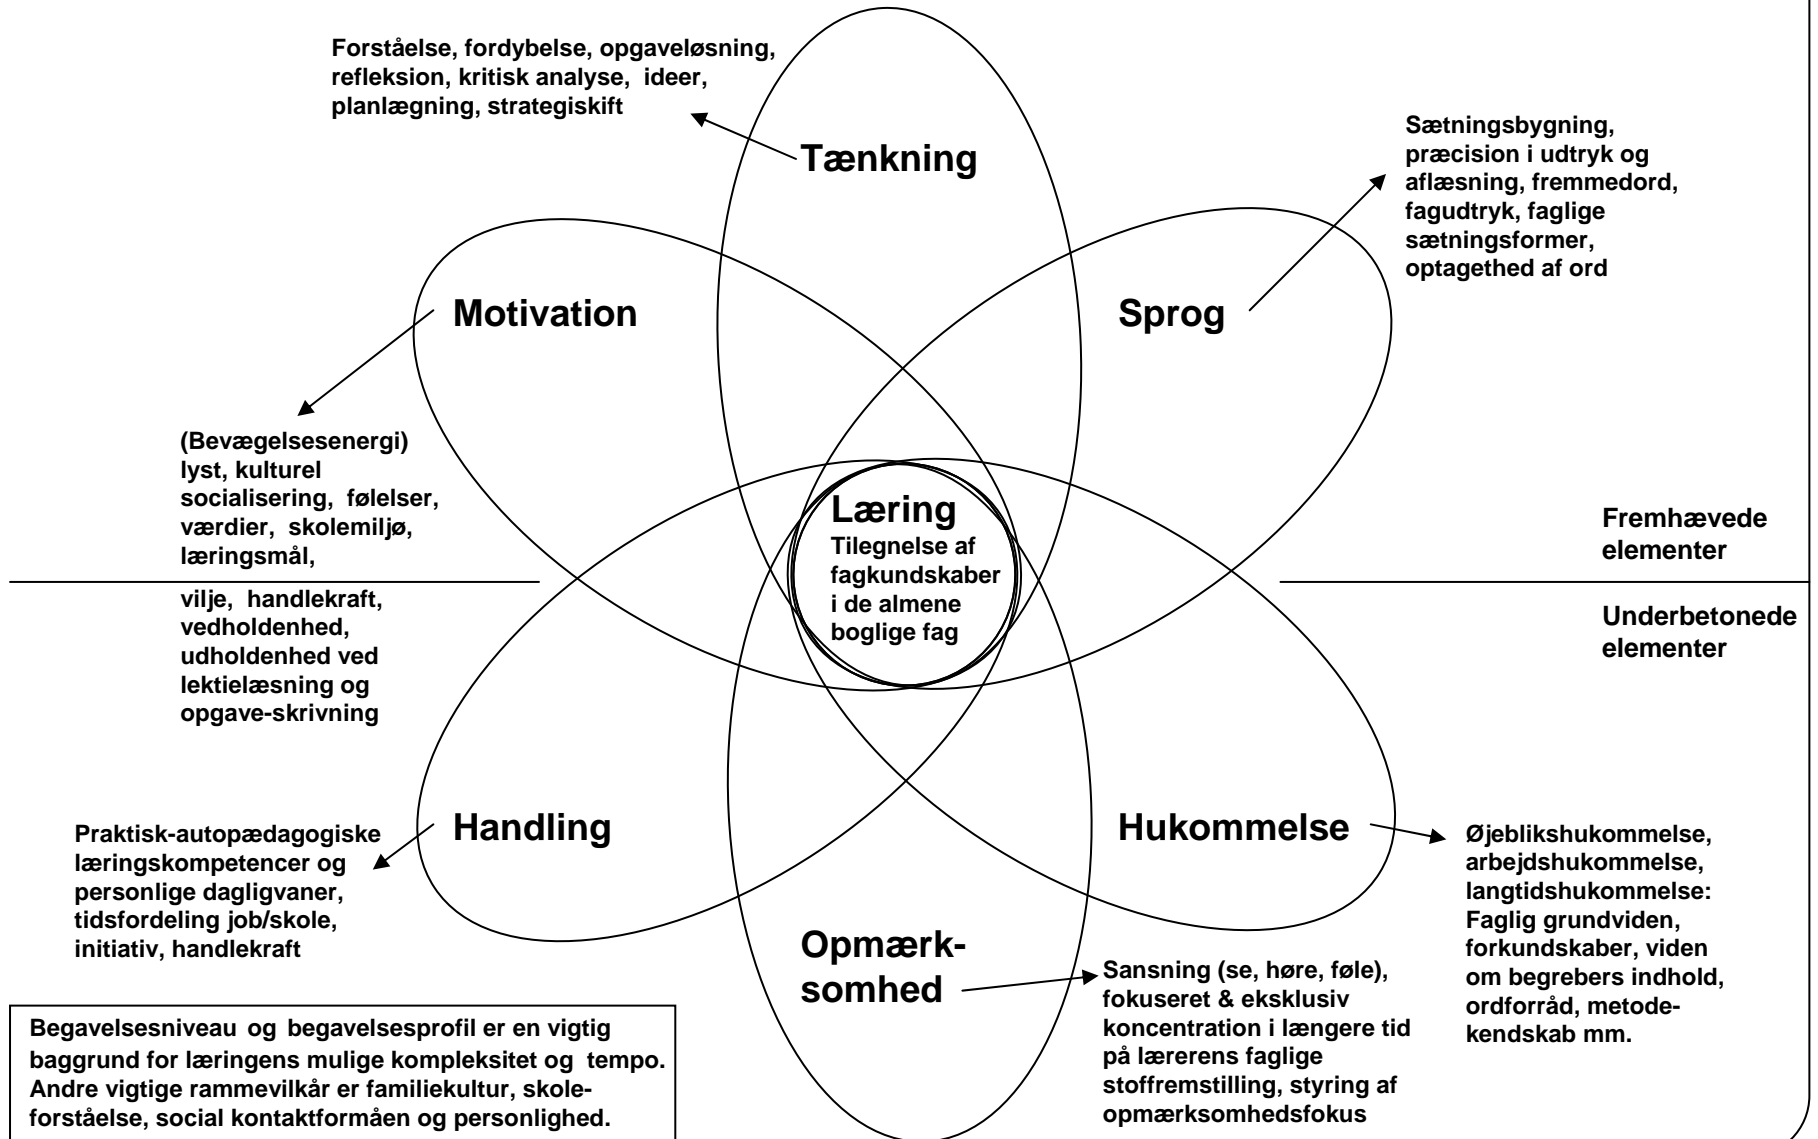 Forståelse, fordybelse, opgaveløsning,
refleksion, kritisk analyse, ideer,
planlægning, strategiskift
Tænkning
Sætningsbygning,
præcision i udtryk og
aflæsning, fremmedord,
fagudtryk, faglige
sætningsformer,
optagethed af ord
Motivation
Sprog
(Bevægelsesenergi)
lyst, kulturel
socialisering, følelser,
værdier, skolemiljø,
læringsmål,
vilje, handlekraft,
vedholdenhed,
udholdenhed ved
lektielæsning og
opgave-skrivning
Læring
Tilegnelse af
fagkundskaber
i de almene
boglige fag
Fremhævede
elementer
Underbetonede
elementer
Handling
Praktisk-autopædagogiske
læringskompetencer og
personlige dagligvaner,
tidsfordeling job/skole,
initiativ, handlekraft
Hukommelse
Øjeblikshukommelse,
arbejdshukommelse,
langtidshukommelse:
Faglig grundviden,
forkundskaber, viden
om begrebers indhold,
ordforråd, metode-
kendskab mm.
Opmærk-
somhed
Sansning (se, høre, føle),
fokuseret & eksklusiv
koncentration i længere tid
på lærerens faglige
stoffremstilling, styring af
opmærksomhedsfokus
Begavelsesniveau og begavelsesprofil er en vigtig
baggrund for læringens mulige kompleksitet og tempo.
Andre vigtige rammevilkår er familiekultur, skole-
forståelse, social kontaktformåen og personlighed.